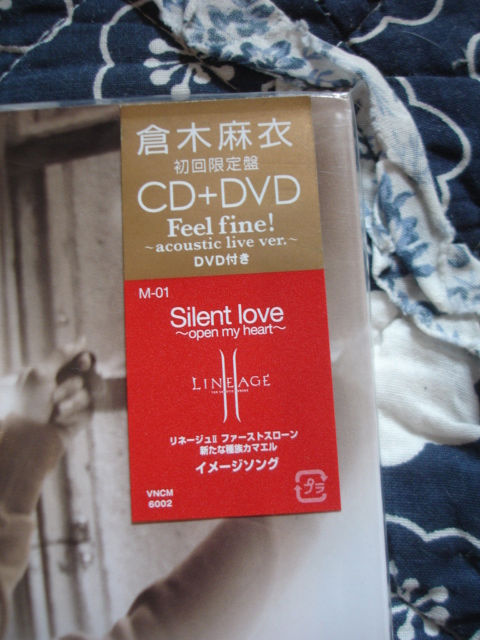 倉木麻衣
初回限定盤
CD+DVD
Feel fine!
~acoustic live ver.~
DVD付き
M-01
Silent love
~open my heart~
II
LINEAGE
リネージュII ファーストスローン
新たな種族カマエル
イメージソング
VNCM
6002
プラ